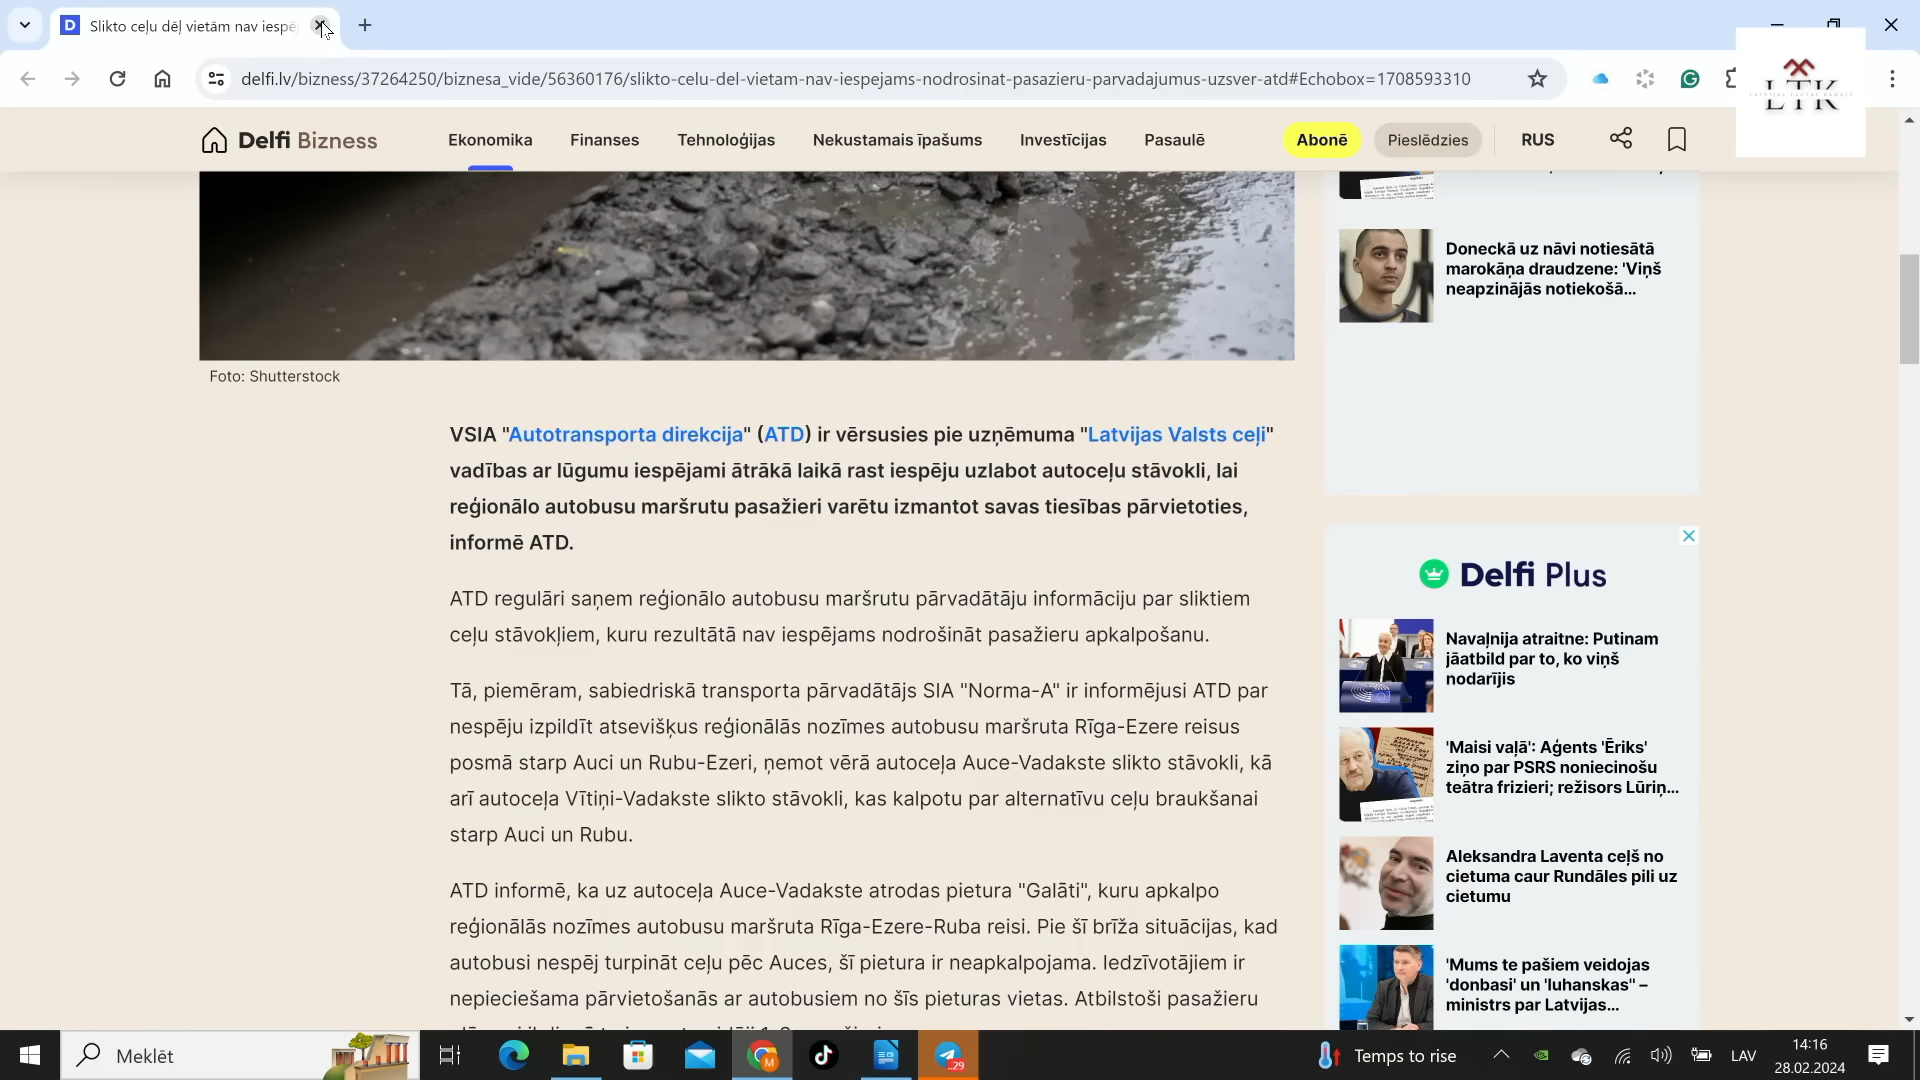 Slikto ceļu dēļ vietām nav iespē
delfi.lv/bizness/37264250/biznesa_vide/56360176/slikto-celu-del-vietam-nav-iespejams-nodrosinat-pasazieru-parvadajumus-uzsver-atd#Echobox=1708593310
LTK
Delfi Bizness
Ekonomika
Finanses
Tehnoloģijas
Nekustamais īpašums
Investīcijas
Pasaulē
Abonē
Pieslēdzies
RUS
Foto: Shutterstock
VSIA "Autotransporta direkcija" (ATD) ir vērsusies pie uzņēmuma "Latvijas Valsts ceļi"
vadības ar lūgumu iespējami ātrākā laikā rast iespēju uzlabot autoceļu stāvokli, lai
reģionālo autobusu maršrutu pasažieri varētu izmantot savas tiesības pārvietoties,
informē ATD.
ATD regulāri saņem reģionālo autobusu maršrutu pārvadātāju informāciju par sliktiem
ceļu stāvokļiem, kuru rezultātā nav iespējams nodrošināt pasažieru apkalpošanu.
Tā, piemēram, sabiedriskā transporta pārvadātājs SIA "Norma-A" ir informējusi ATD par
nespēju izpildīt atsevišķus reģionālās nozīmes autobusu maršruta Rīga-Ezere reisus
posmā starp Auci un Rubu-Ezeri, ņemot vērā autoceļa Auce-Vadakste slikto stāvokli, kā
arī autoceļa Vītiņi-Vadakste slikto stāvokli, kas kalpotu par alternatīvu ceļu braukšanai
starp Auci un Rubu.
ATD informē, ka uz autoceļa Auce-Vadakste atrodas pietura "Galāti", kuru apkalpo
reģionālās nozīmes autobusu maršruta Rīga-Ezere-Ruba reisi. Pie šī brīža situācijas, kad
autobusi nespēj turpināt ceļu pēc Auces, šī pietura ir neapkalpojama. Iedzīvotājiem ir
nepieciešama pārvietošanās ar autobusiem no šīs pieturas vietas. Atbilstoši pasažieru
Doneckā uz nāvi notiesātā
marokāņa draudzene: 'Viņš
neapzinājās notiekošā...
Delfi Plus
Navaļnija atraitne: Putinam
jāatbild par to, ko viņš
nodarījis
'Maisi vaļā': Aģents 'Ēriks'
ziņo par PSRS noniecinošu
teātra frizieri; režisors Lūriņ...
Aleksandra Laventa ceļš no
cietuma caur Rundāles pili uz
cietumu
'Mums te pašiem veidojas
'donbasi' un 'luhanskas'' –
ministrs par Latvijas...
Meklēt
Temps to rise
LAV
14:16
28.02.2024